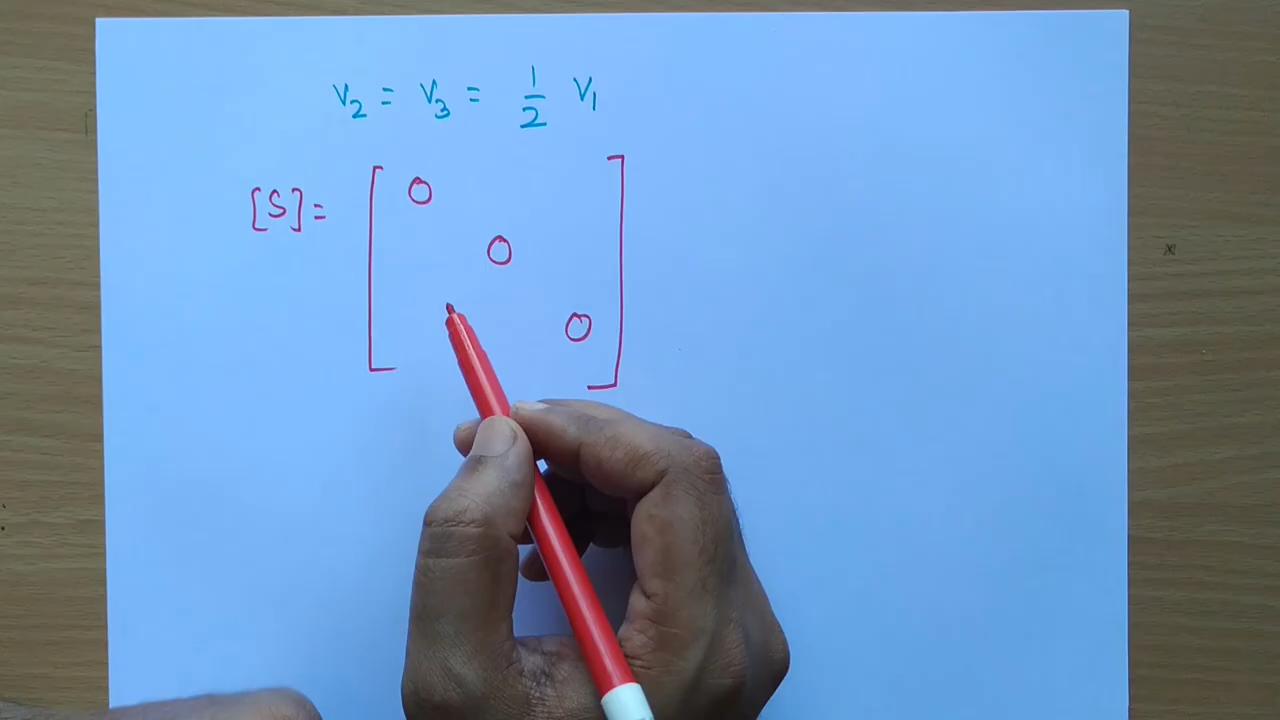 V₂ = V₃ = 1/2 V₁
[S] = [0
0
0]